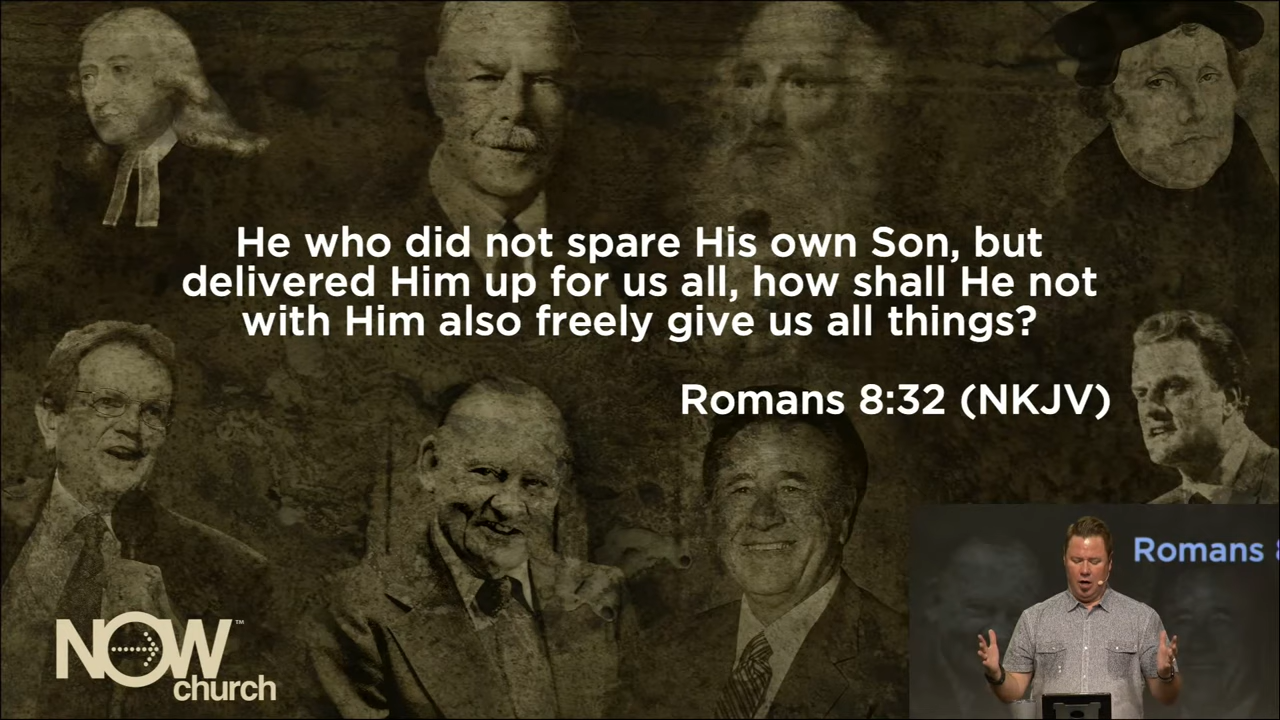 He who did not spare His own Son, but
delivered Him up for us all, how shall He not
with Him also freely give us all things?
Romans 8:32 (NKJV)
Romans
NOW™
church